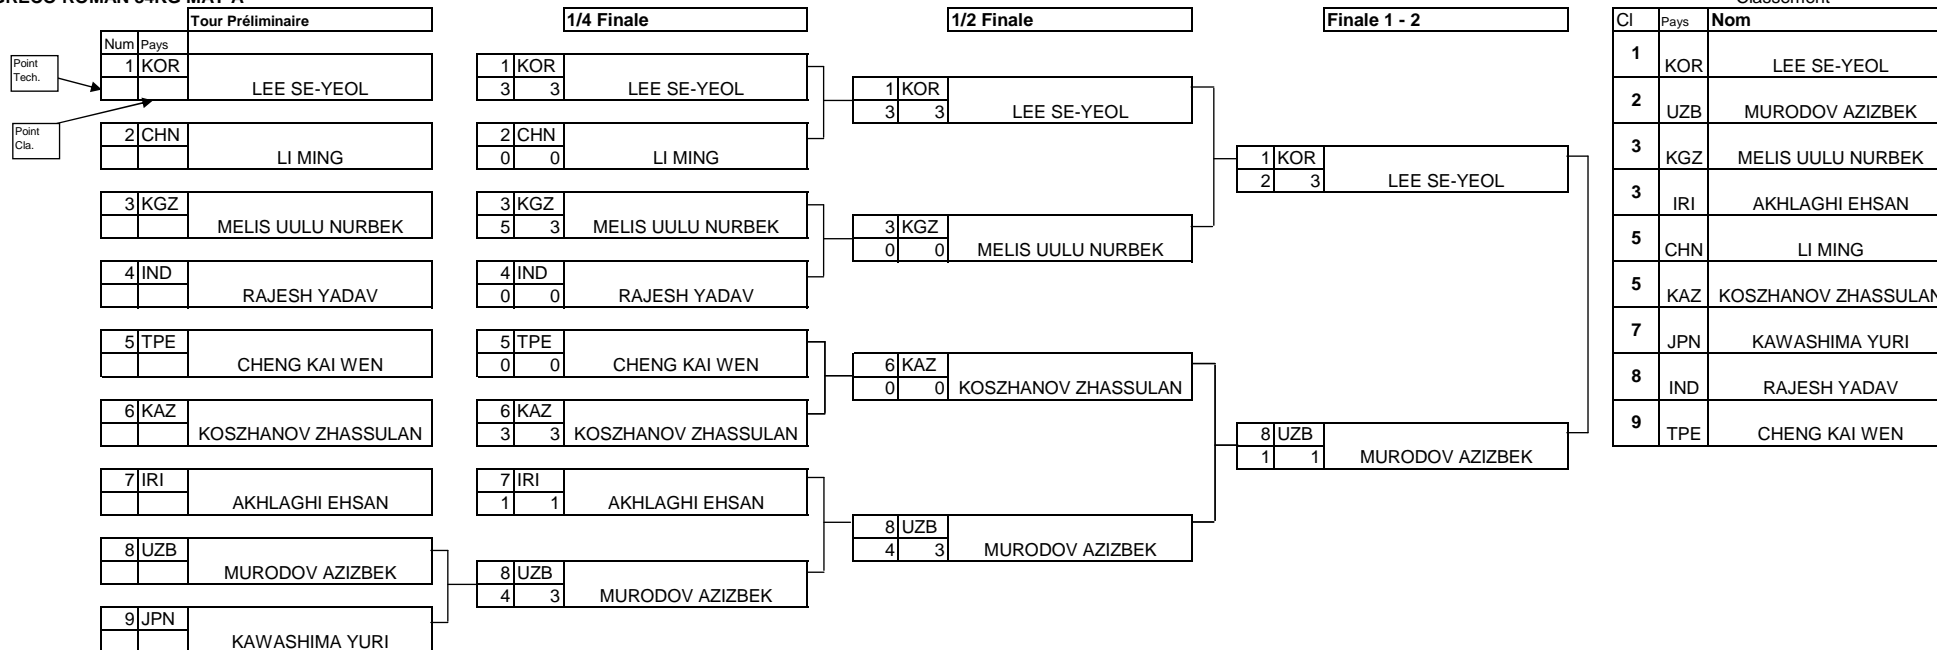 Tour Préliminaire 1/4 Finale 1/2 Finale Finale 1 - 2 Cl Pays Nom
Num Pays
Point
Tech.
Point
Cla.
1 KOR
LEE SE-YEOL
2 CHN
LI MING
3 KGZ
MELIS UULU NURBEK
4 IND
RAJESH YADAV
5 TPE
CHENG KAI WEN
6 KAZ
KOSZHANOV ZHASSULAN
7 IRI
AKHLAGHI EHSAN
8 UZB
MURODOV AZIZBEK
9 JPN
KAWASHIMA YURI
1 KOR
3 3 LEE SE-YEOL
2 CHN
0 0 LI MING
3 KGZ
5 3 MELIS UULU NURBEK
4 IND
0 0 RAJESH YADAV
5 TPE
0 0 CHENG KAI WEN
6 KAZ
3 3 KOSZHANOV ZHASSULAN
7 IRI
1 1 AKHLAGHI EHSAN
8 UZB
4 3 MURODOV AZIZBEK
1 KOR
3 3 LEE SE-YEOL
3 KGZ
0 0 MELIS UULU NURBEK
6 KAZ
0 0 KOSZHANOV ZHASSULAN
8 UZB
4 3 MURODOV AZIZBEK
1 KOR
2 3 LEE SE-YEOL
8 UZB
1 1 MURODOV AZIZBEK
1 KOR LEE SE-YEOL
2 UZB MURODOV AZIZBEK
3 KGZ MELIS UULU NURBEK
3 IRI AKHLAGHI EHSAN
5 CHN LI MING
5 KAZ KOSZHANOV ZHASSULAN
7 JPN KAWASHIMA YURI
8 IND RAJESH YADAV
9 TPE CHENG KAI WEN